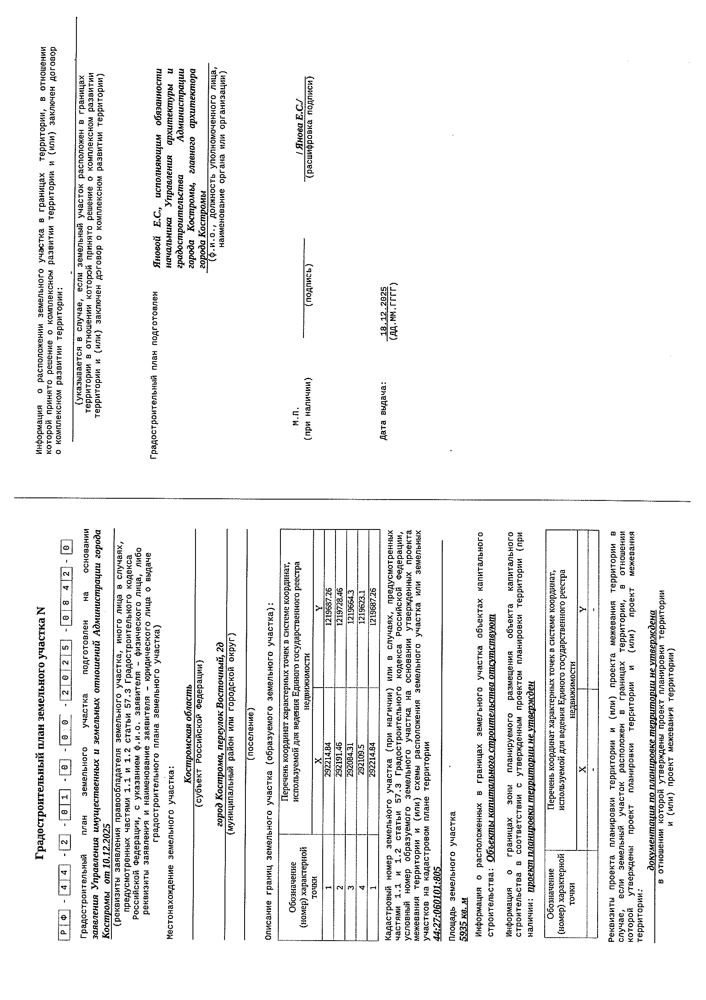 Градостроительный план земельного участка N
РФ-44-2-01-0-00-2025-0842-0
Градостроительный план земельного участка подготовлен на основании
заявления Управления имущественных и земельных отношений Администрации города
Костромы от 10.12.2025
(реквизиты заявления правообладателя земельного участка, иного лица в случаях,
предусмотренных частями 1.1 и 1.2 статьи 57.3 Градостроительного кодекса
Российской Федерации, с указанием ф.и.о. заявителя – физического лица, либо
реквизиты заявления и наименование заявителя – юридического лица о выдаче
градостроительного плана земельного участка)
Местонахождение земельного участка:
Костромская область
(субъект Российской Федерации)
город Кострома, переулок Восточный, 2д
(муниципальный район или городской округ)
(поселение)
Описание границ земельного участка (образуемого земельного участка):
Обозначение (номер) характерной точки
Перечень координат характерных точек в системе координат,
используемой для ведения Единого государственного реестра
недвижимости
X Y
1 292214.84 1219687.26
2 292191.46 1219728.46
3 292084.31 1219664.3
4 292109.5 1219623.1
1 292214.84 1219687.26
Кадастровый номер земельного участка (при наличии) или в случаях, предусмотренных
частями 1.1 и 1.2 статьи 57.3 Градостроительного кодекса Российской Федерации,
условный номер образуемого земельного участка на основании утвержденных проекта
межевания территории и (или) схемы расположения земельного участка или земельных
участков на кадастровом плане территории
44:27:060101:805
Площадь земельного участка
5935 кв. м
Информация о расположенных в границах земельного участка объектах капитального
строительства: Объекты капитального строительства отсутствуют
Информация о границах зоны планируемого размещения объекта капитального
строительства в соответствии с утвержденным проектом планировки территории (при
наличии: проект планировки территории не утвержден
Обозначение (номер) характерной точки
Перечень координат характерных точек в системе координат,
используемой для ведения Единого государственного реестра
недвижимости
X Y
- -
Реквизиты проекта планировки территории и (или) проекта межевания территории в
случае, если земельный участок расположен в границах территории, в отношении
которой утверждены проект планировки территории и (или) проект межевания
территории:
документация по планировке территории не утверждена
в отношении которой утверждены проект планировки территории
и (или) проект межевания территории)
Информация о расположении земельного участка в границах территории, в отношении
которой принято решение о комплексном развитии территории и (или) заключен договор
о комплексном развитии территории:
-
(указывается в случае, если земельный участок расположен в границах
территории в отношении которой принято решение о комплексном развитии
территории и (или) заключен договор о комплексном развитии территории)
Градостроительный план подготовлен
Яновой Е.С., исполняющим обязанности
начальника Управления архитектуры и
градостроительства Администрации
города Костромы, главного архитектора
города Костромы
(ф.и.о., должность уполномоченного лица,
наименование органа или организации)
М.П.
(при наличии)
(подпись)
/ Янова Е.С./
(расшифровка подписи)
Дата выдача:
18.12.2025
(ДД.ММ.ГГГГ)